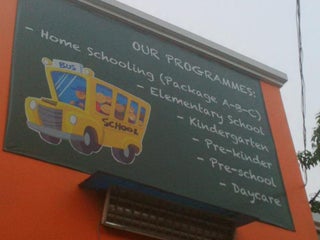 OUR PROGRAMMES:
- Home Schooling (Package A-B-C)
- Elementary School
- Kindergarten
- Pre-kinder
- Pre-school
- Daycare
BUS
SCHOOL